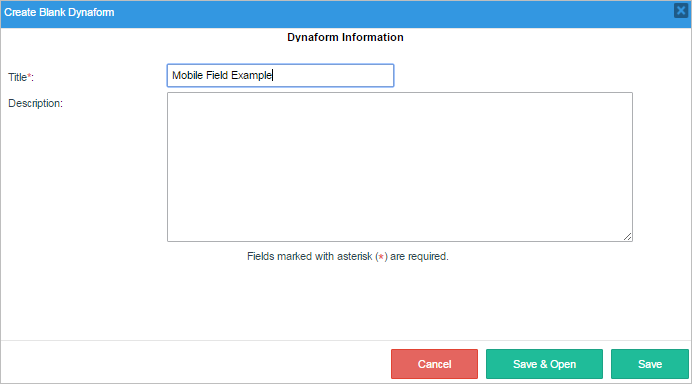 Create Blank Dynaform
Dynaform Information
Title*:
Mobile Field Example
Description:
Fields marked with asterisk (*) are required.
Cancel
Save & Open
Save